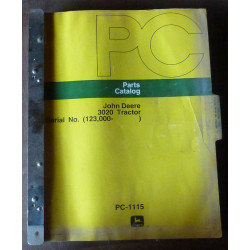 PC
Parts
Catalog
John Deere
3020 Tractor
Serial No. (123,000- )
PC-1115